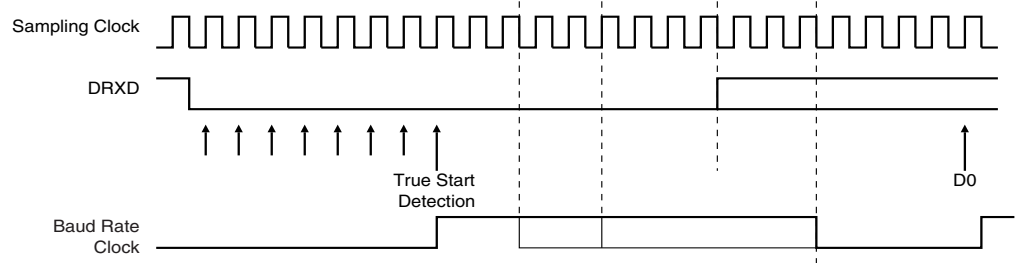 Sampling Clock
DRXD
True Start
Detection
D0
Baud Rate
Clock